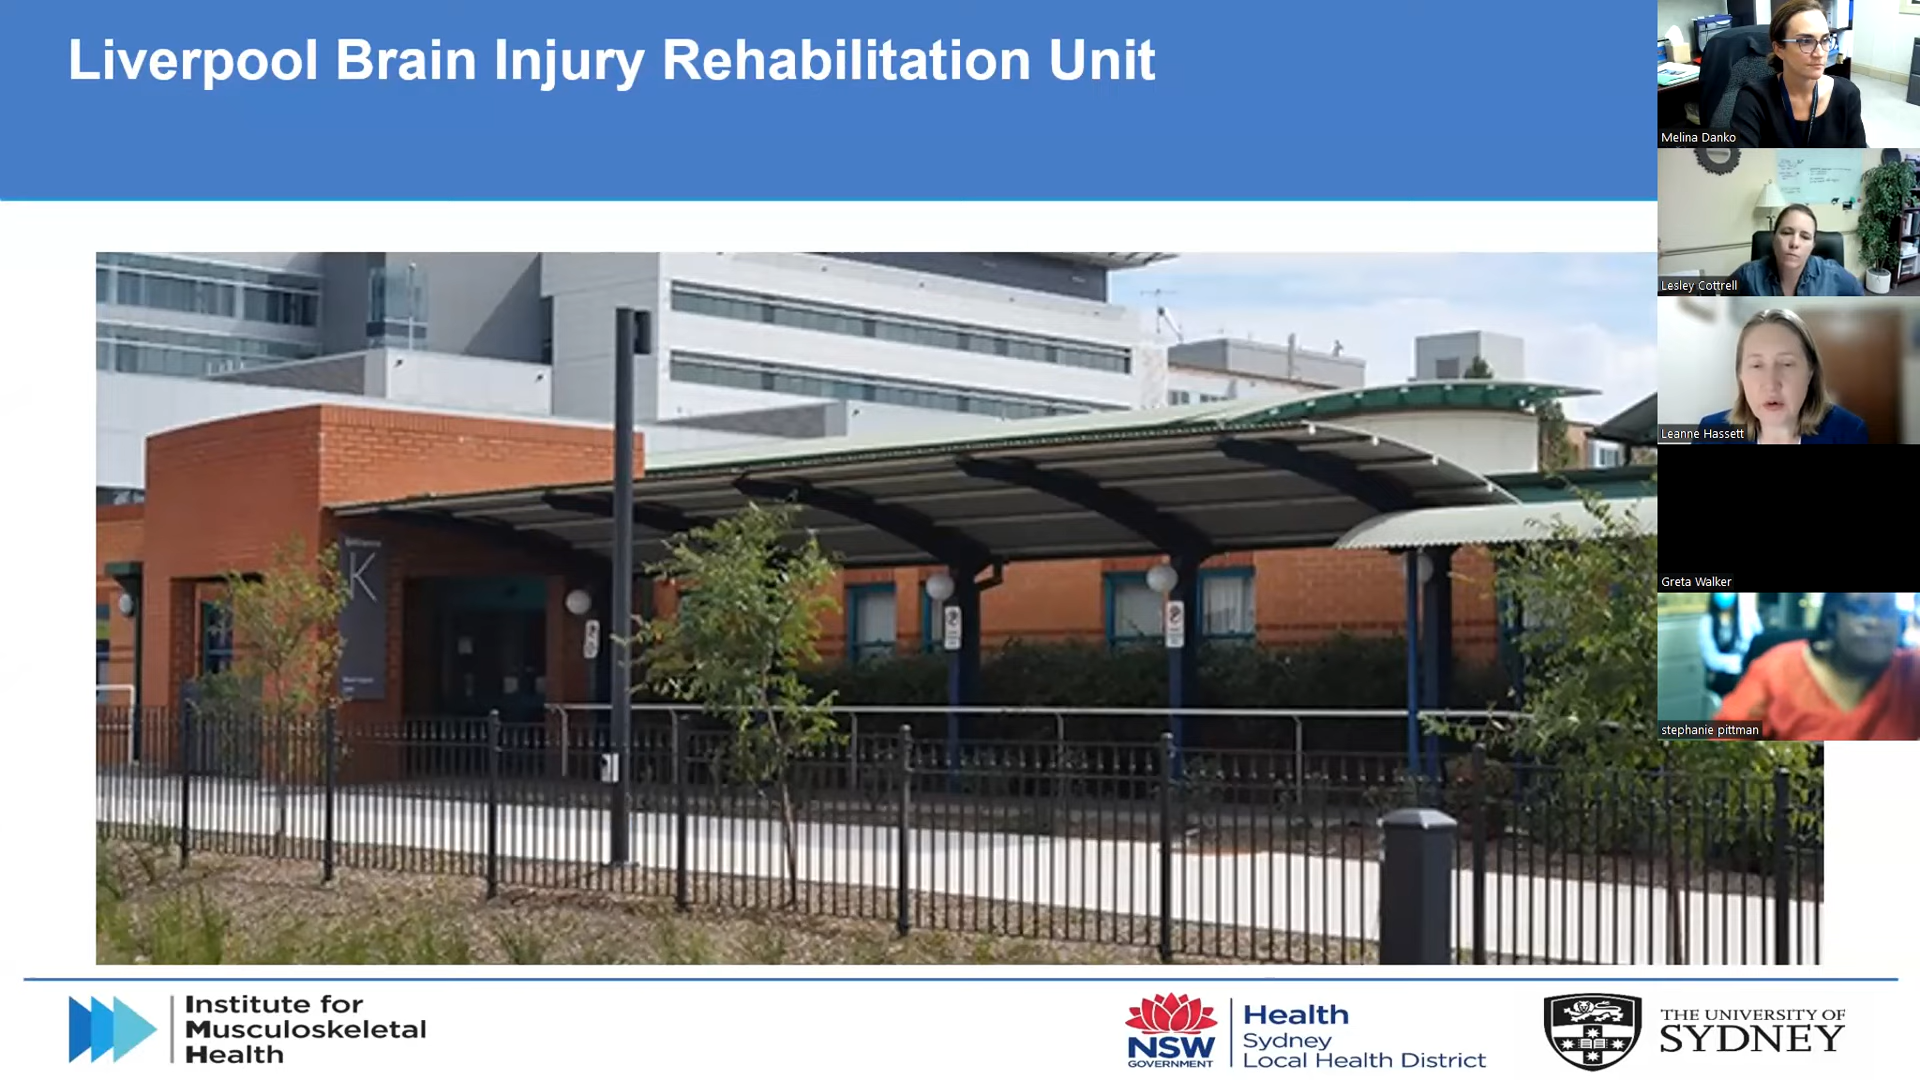 Liverpool Brain Injury Rehabilitation Unit
Melina Danko
Lesley Cottrell
Leanne Hassett
Greta Walker
stephanie pittman
K
Institute for
Musculoskeletal
Health
NSW
GOVERNMENT
Health
Sydney
Local Health District
THE UNIVERSITY OF
SYDNEY